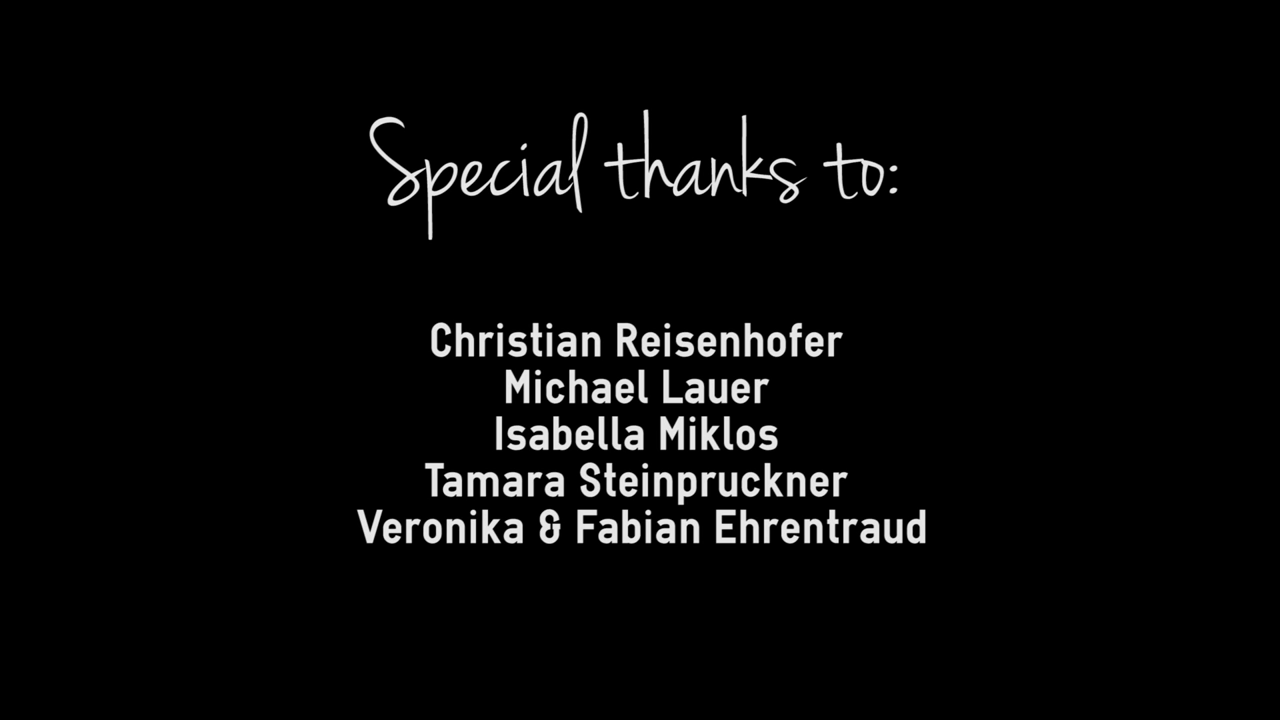 Special thanks to:
Christian Reisenhofer
Michael Lauer
Isabella Miklos
Tamara Steinpruckner
Veronika & Fabian Ehrentraud